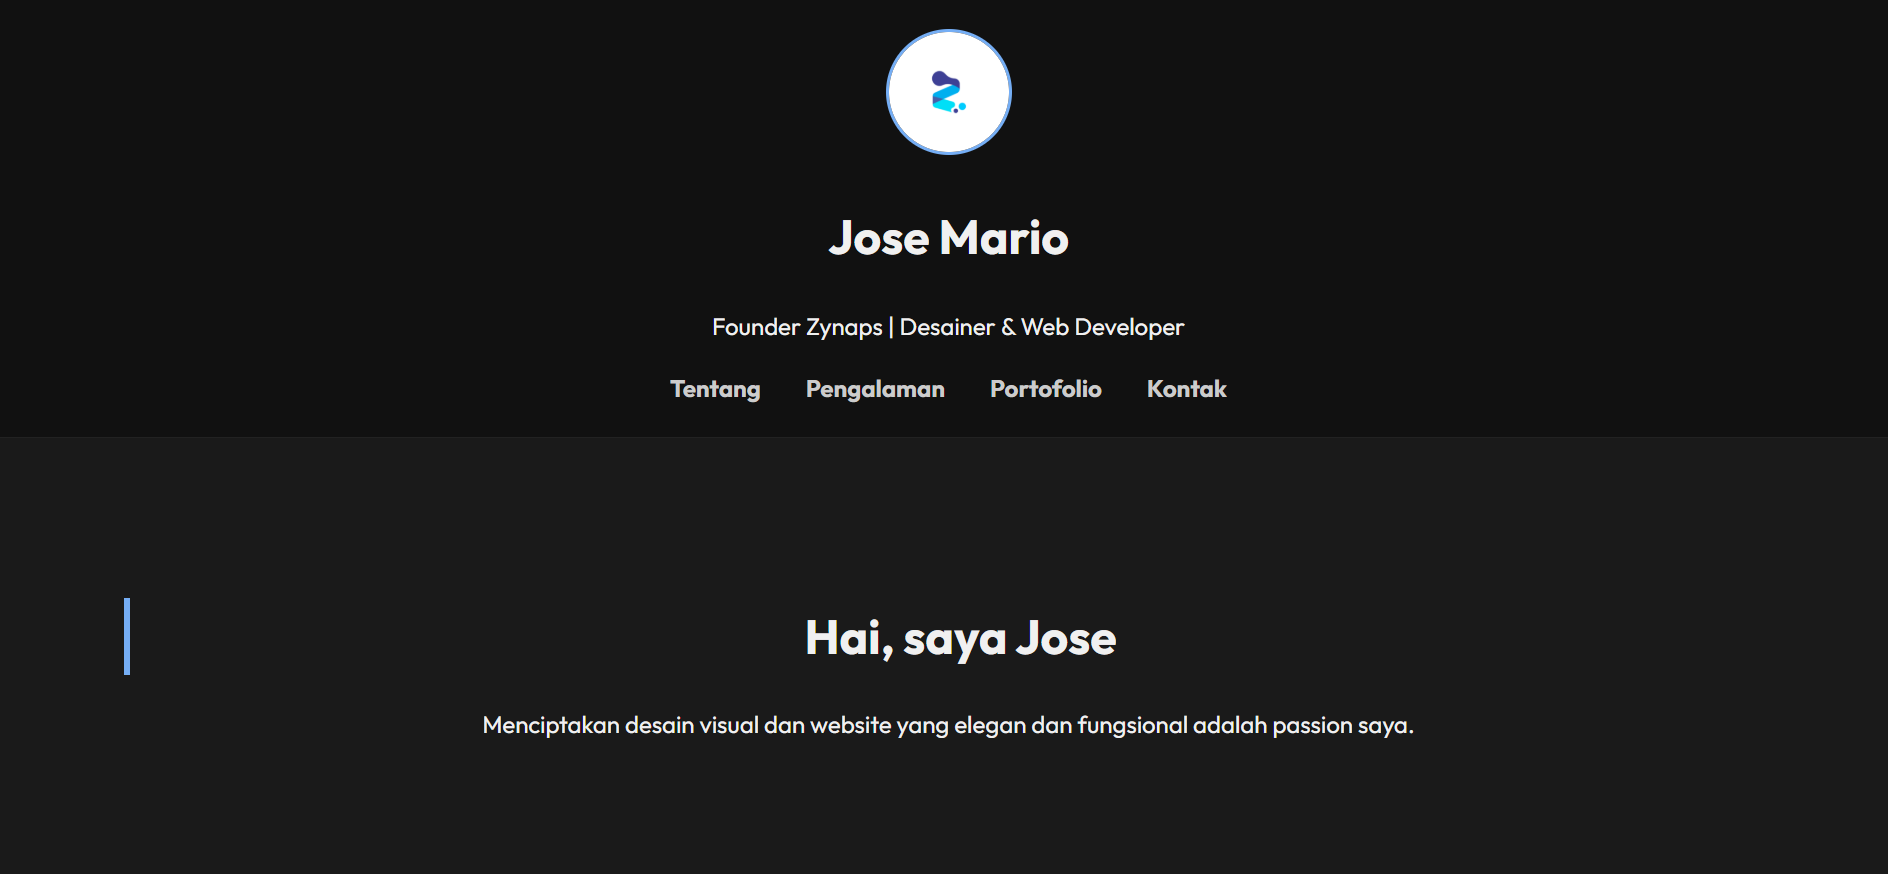 Jose Mario
Founder Zynaps | Desainer & Web Developer
Tentang Pengalaman Portofolio Kontak
Hai, saya Jose
Menciptakan desain visual dan website yang elegan dan fungsional adalah passion saya.